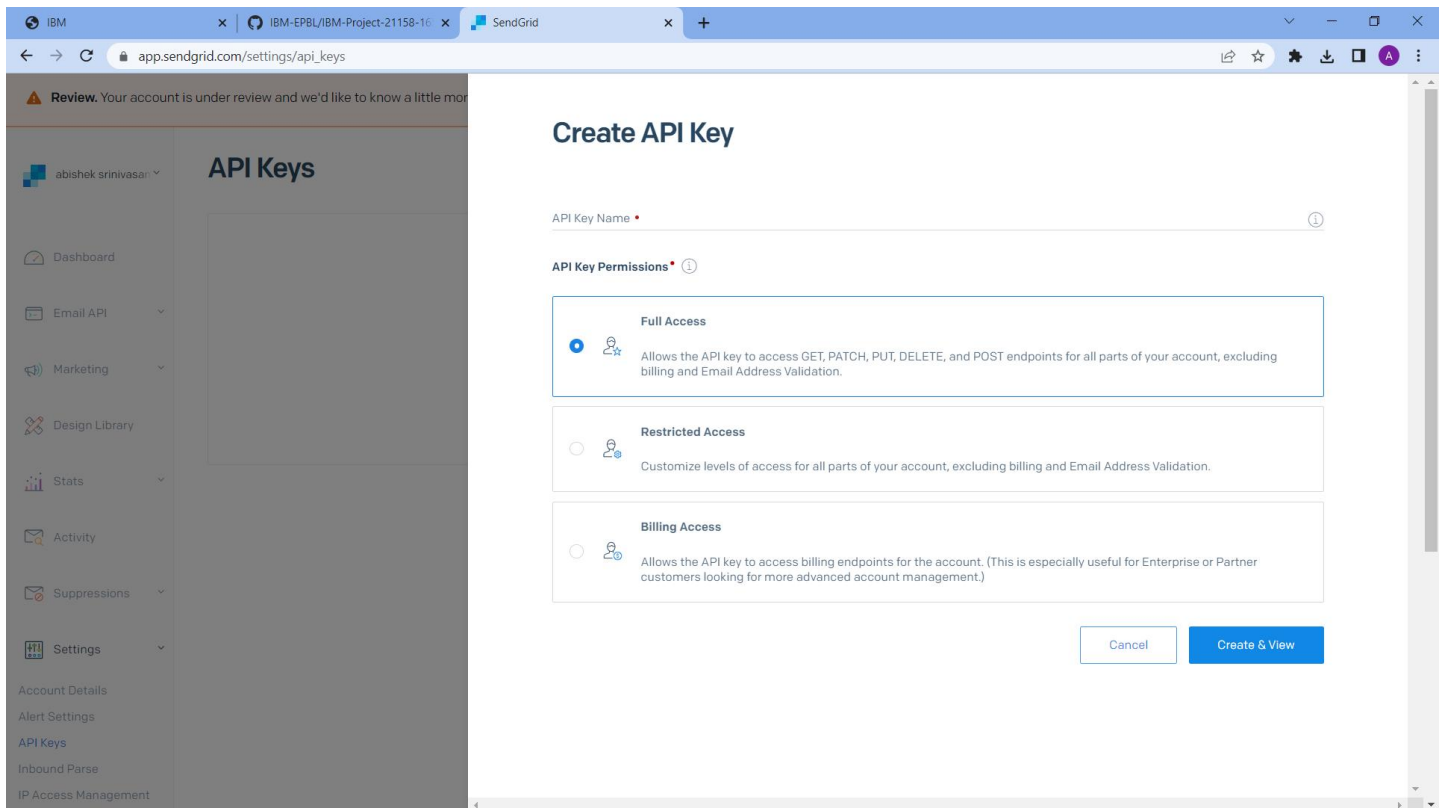 IBM
IBM-EPBL/IBM-Project-21158-16
SendGrid
app.sendgrid.com/settings/api_keys
A
Review. Your account is under review and we'd like to know a little mor
abishek srinivasan
API Keys
Dashboard
Email API
Marketing
Design Library
Stats
Activity
Suppressions
Settings
Account Details
Alert Settings
API Keys
Inbound Parse
IP Access Management
Create API Key
API Key Name •
API Key Permissions•
Full Access
Allows the API key to access GET, PATCH, PUT, DELETE, and POST endpoints for all parts of your account, excluding
billing and Email Address Validation.
Restricted Access
Customize levels of access for all parts of your account, excluding billing and Email Address Validation.
Billing Access
Allows the API key to access billing endpoints for the account. (This is especially useful for Enterprise or Partner
customers looking for more advanced account management.)
Cancel
Create & View